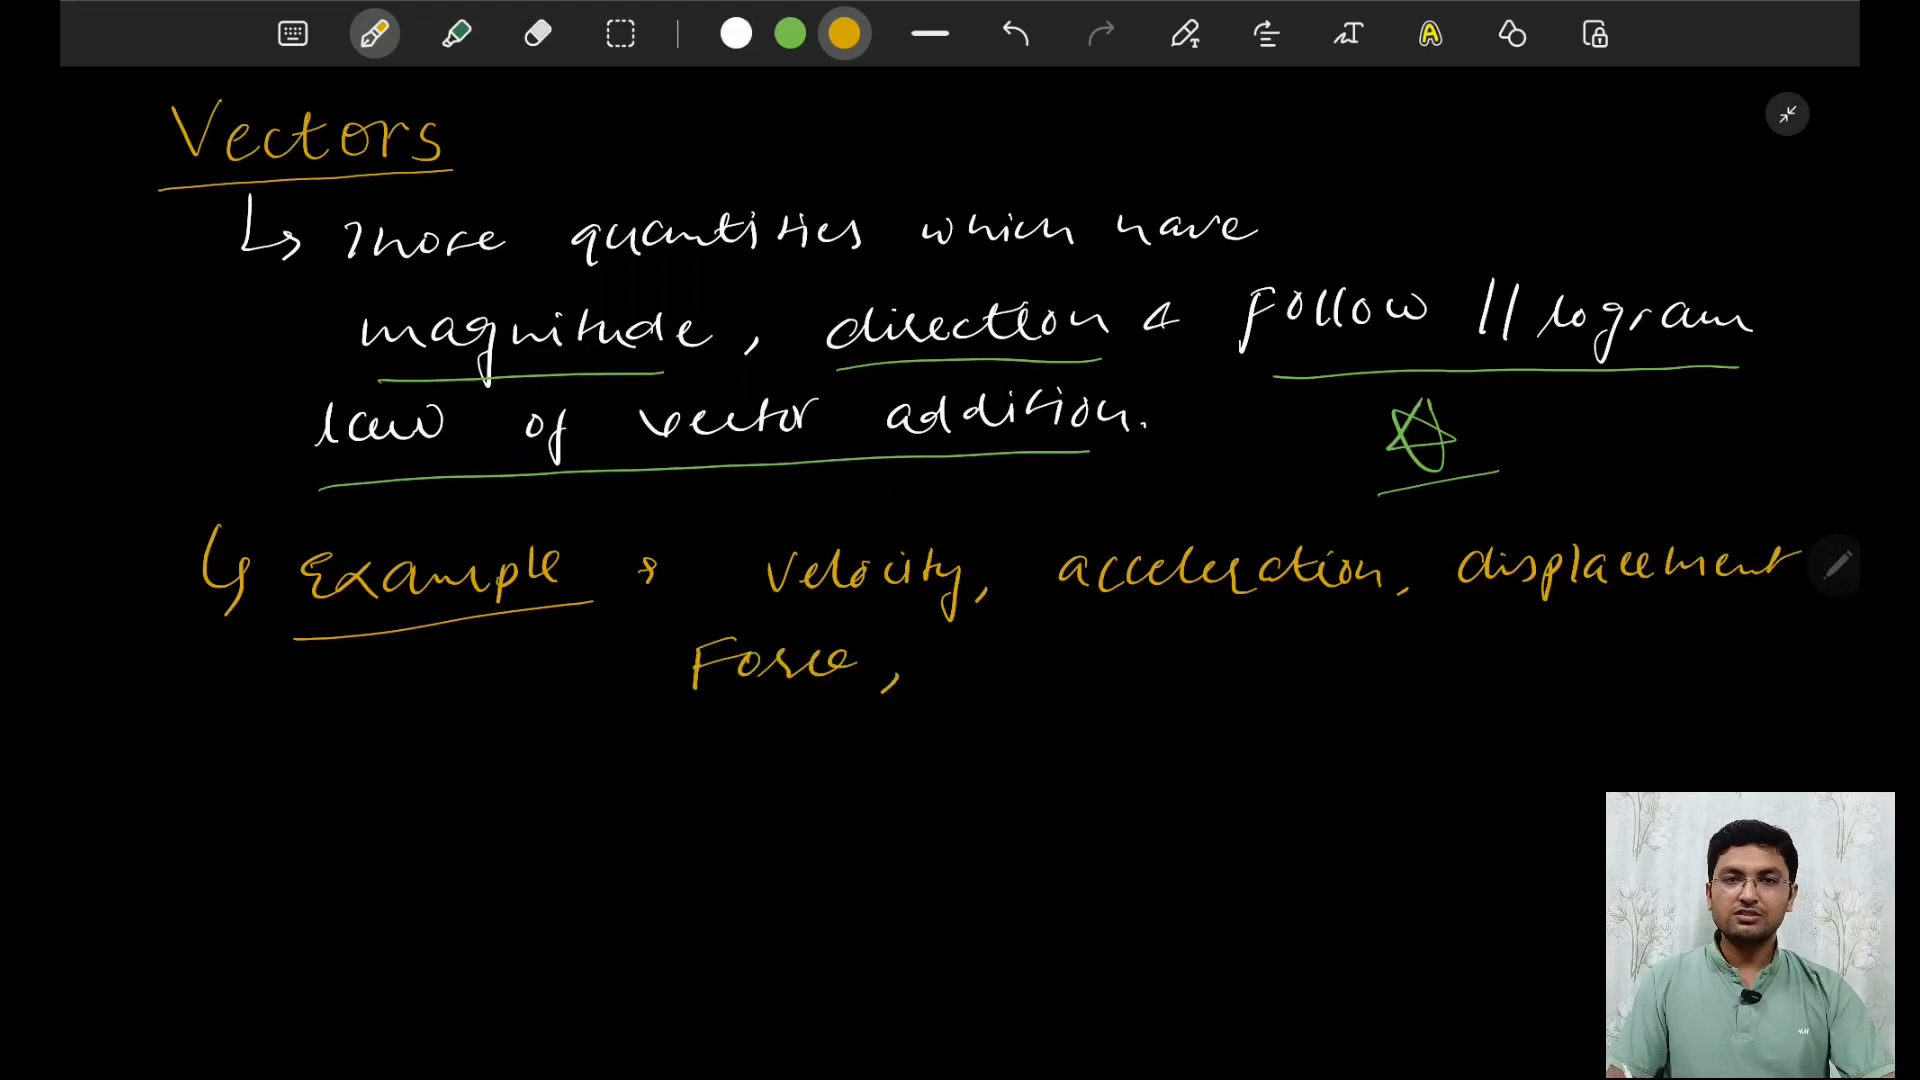 Vectors
↳ Those quantities which have
magnitude, direction & follow //logram
law of vector addition.
↳ Example : velocity, acceleration, displacement
Force,